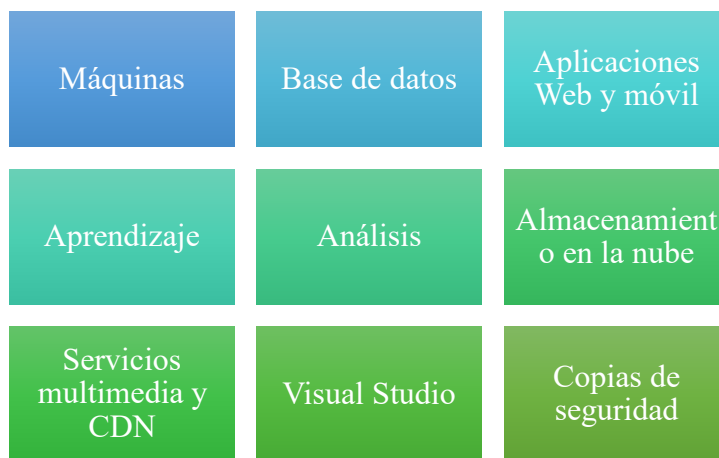 Máquinas
Base de datos
Aplicaciones
Web y móvil
Aprendizaje
Análisis
Almacenamient
o en la nube
Servicios
multimedia y
CDN
Visual Studio
Copias de
seguridad